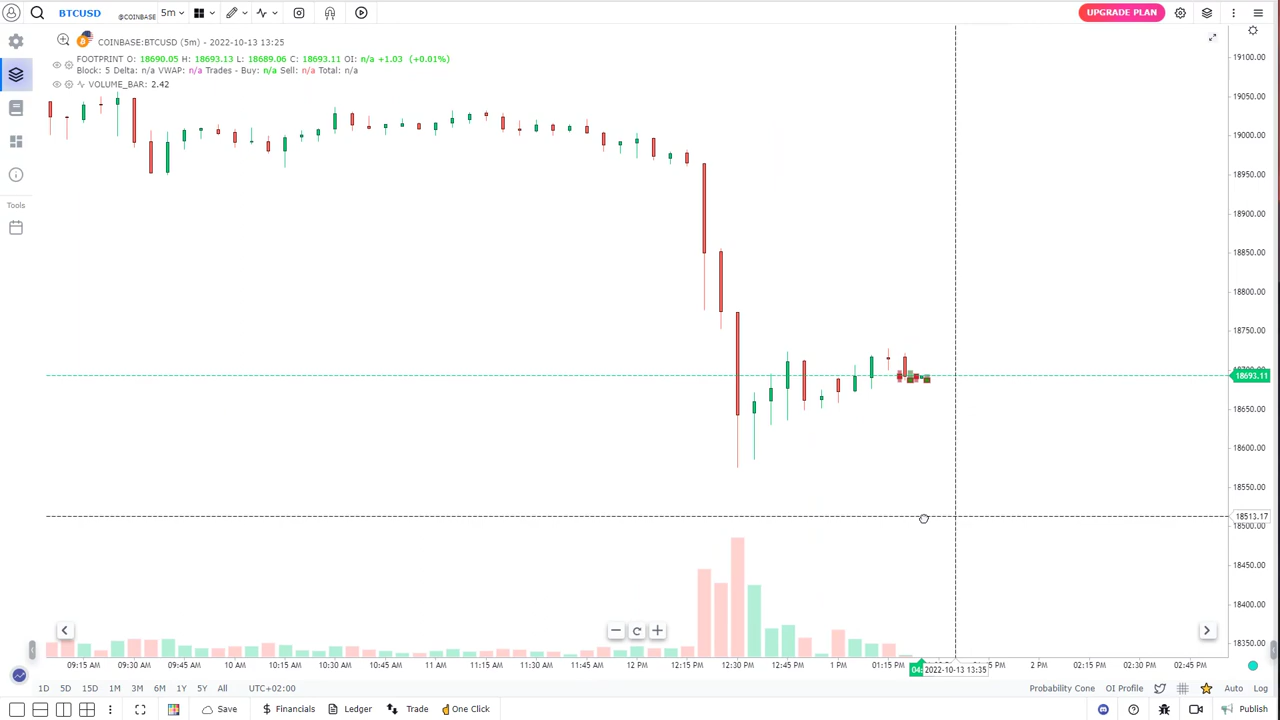 BTCUSD @COINBASE 5m UPGRADE PLAN
COINBASE:BTCUSD (5m) - 2022-10-13 13:25
FOOTPRINT O: 18690.05 H: 18693.13 L: 18689.06 C: 18693.11 OI: n/a +1.03 (+0.01%)
Block: 5 Delta: n/a VWAP: n/a Trades - Buy: n/a Sell: n/a Total: n/a
VOLUME_BAR: 2.42
Tools
19100.00
19050.00
19000.00
18950.00
18900.00
18850.00
18800.00
18750.00
18693.11
18650.00
18600.00
18550.00
18513.17
18500.00
18450.00
18400.00
18350.00
09:15 AM 09:30 AM 09:45 AM 10 AM 10:15 AM 10:30 AM 10:45 AM 11 AM 11:15 AM 11:30 AM 11:45 AM 12 PM 12:15 PM 12:30 PM 12:45 PM 1 PM 01:15 PM 2 PM 02:15 PM 02:30 PM 02:45 PM
04: 2022-10-13 13:35
1D 5D 15D 1M 3M 6M 1Y 5Y All UTC+02:00 Probability Cone OI Profile Auto Log
Save Financials Ledger Trade One Click Publish